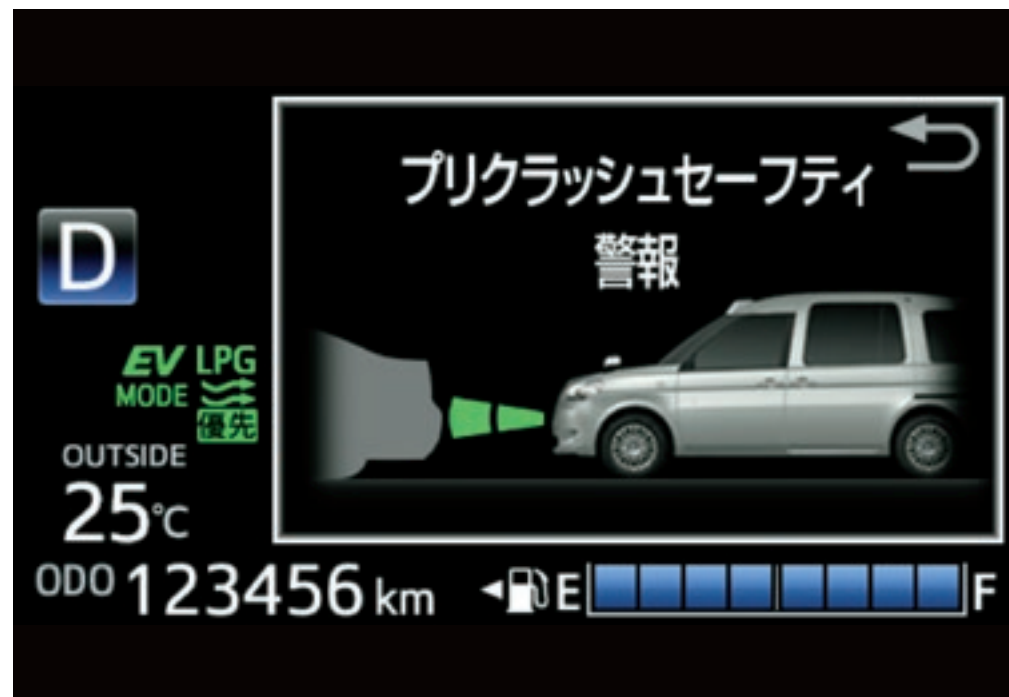 プリクラッシュセーフティ
警報
D
EV LPG
MODE
優先
OUTSIDE
25℃
ODO 123456 km
E F